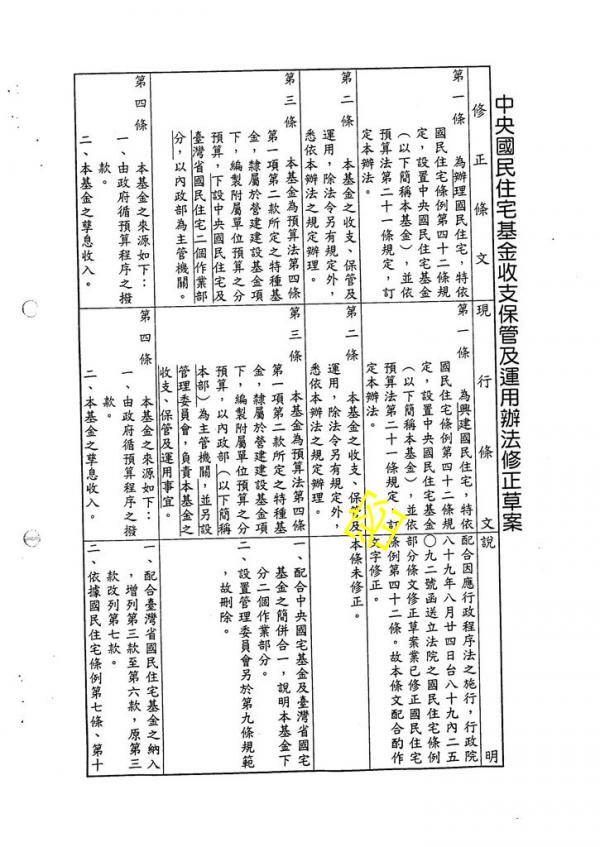 中央國民住宅基金收支保管及運用辦法修正草案
修正條文
第一條　為辦理國民住宅，特依
國民住宅條例第四十二條規
定，設置中央國民住宅基金
（以下簡稱本基金），並依
預算法第二十一條規定，訂
定本辦法。
第二條　本基金之收支、保管及
運用，除法令另有規定外，
悉依本辦法之規定辦理。
第三條　本基金為預算法第四條
第一項第二款所定之特種基
金，隸屬於營建建設基金項
下，編製附屬單位預算之分
預算，下設中央國民住宅及
臺灣省國民住宅二個作業部
分，以內政部為主管機關。
第四條　本基金之來源如下：
一、由政府循預算程序之撥
款。
二、本基金之孳息收入。
現行條文
第一條　為興建國民住宅，特依
國民住宅條例第四十二條規
定，設置中央國民住宅基金
（以下簡稱本基金），並依
預算法第二十一條規定，訂
定本辦法。
第二條　本基金之收支、保管及
運用，除法令另有規定外，
悉依本辦法之規定辦理。
第三條　本基金為預算法第四條
第一項第二款所定之特種基
金，隸屬於營建建設基金項
下，編製附屬單位預算之分
預算，以內政部（以下簡稱
本部）為主管機關，並另設
管理委員會，負責本基金之
收支、保管及運用事宜。
第四條　本基金之來源如下：
一、由政府循預算程序之撥
款。
二、本基金之孳息收入。
說明
配合因應行政程序法之施行，行政院
八十九年八月廿四日台八十九內二五
〇九二號函送立法院之國民住宅條例
部分條文修正草案業已修正國民住宅
條例第四十二條。故本條文配合酌作
文字修正。
本條未修正。
一、配合中央國宅基金及臺灣省國宅
基金之簡併合一，說明本基金下
分二個作業部分。
二、設置管理委員會另於第九條規範
，故刪除。
一、配合臺灣省國民住宅基金之納入
，增列第三款至第六款，原第三
款改列第七款。
二、依據國民住宅條例第七條、第十